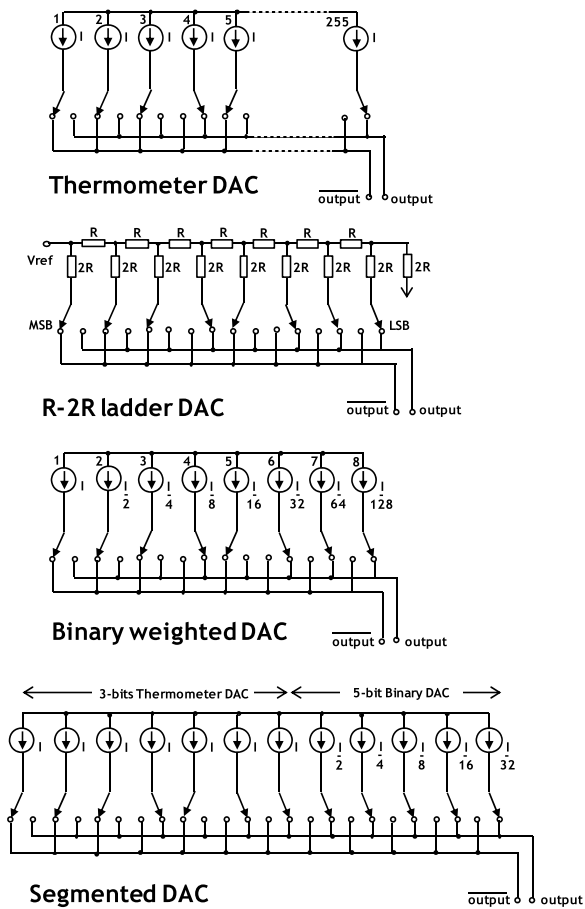 1 2 3 4 5 255
I I I I I I
Thermometer DAC
output output
R R R R R R R
Vref 2R 2R 2R 2R 2R 2R 2R 2R 2R
MSB LSB
R-2R ladder DAC
output output
1 2 3 4 5 6 7 8
I I I I I I I I
- - - - - - -
2 4 8 16 32 64 128
Binary weighted DAC
output output
3-bits Thermometer DAC 5-bit Binary DAC
I I I I I I I I I I I I
- - - - -
2 4 8 16 32
Segmented DAC
output output